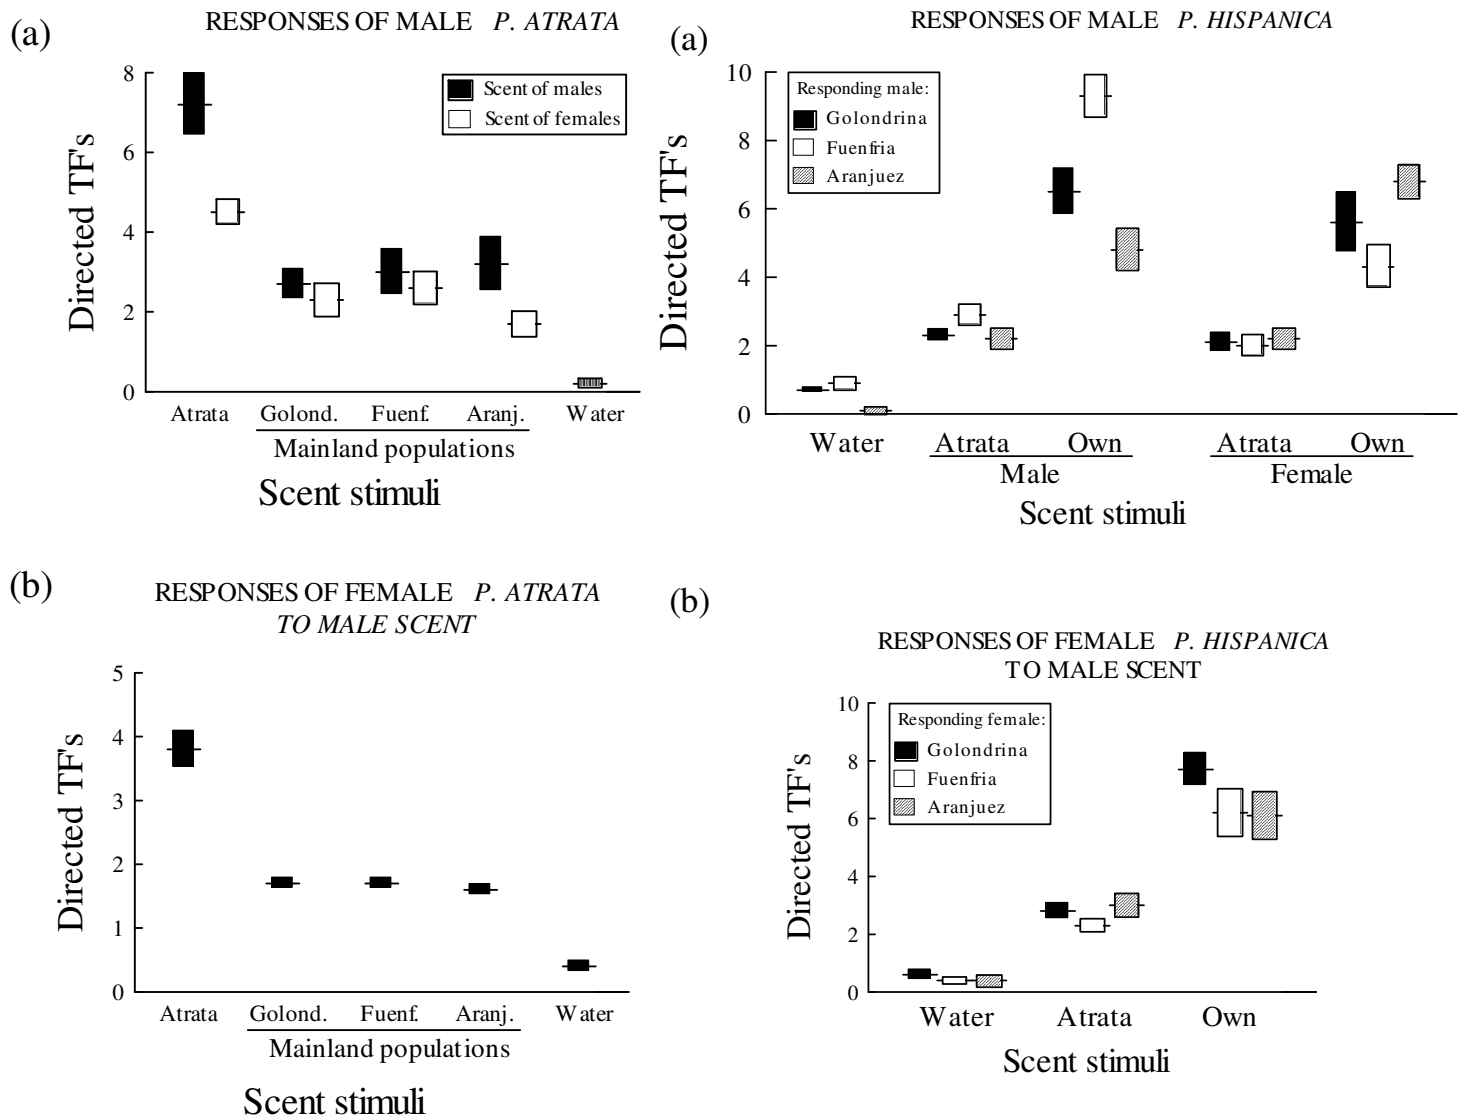 (a)
RESPONSES OF MALE P. ATRATA
8
6
4
2
0
Directed TF's
Scent of males
Scent of females
Atrata Golond. Fuenf. Aranj. Water
Mainland populations
Scent stimuli
(a)
RESPONSES OF MALE P. HISPANICA
10
8
6
4
2
0
Directed TF's
Responding male:
Golondrina
Fuenfria
Aranjuez
Water Atrata Own Atrata Own
Male Female
Scent stimuli
(b)
RESPONSES OF FEMALE P. ATRATA
TO MALE SCENT
5
4
3
2
1
0
Directed TF's
Atrata Golond. Fuenf. Aranj. Water
Mainland populations
Scent stimuli
(b)
RESPONSES OF FEMALE P. HISPANICA
TO MALE SCENT
10
8
6
4
2
0
Directed TF's
Responding female:
Golondrina
Fuenfria
Aranjuez
Water Atrata Own
Scent stimuli